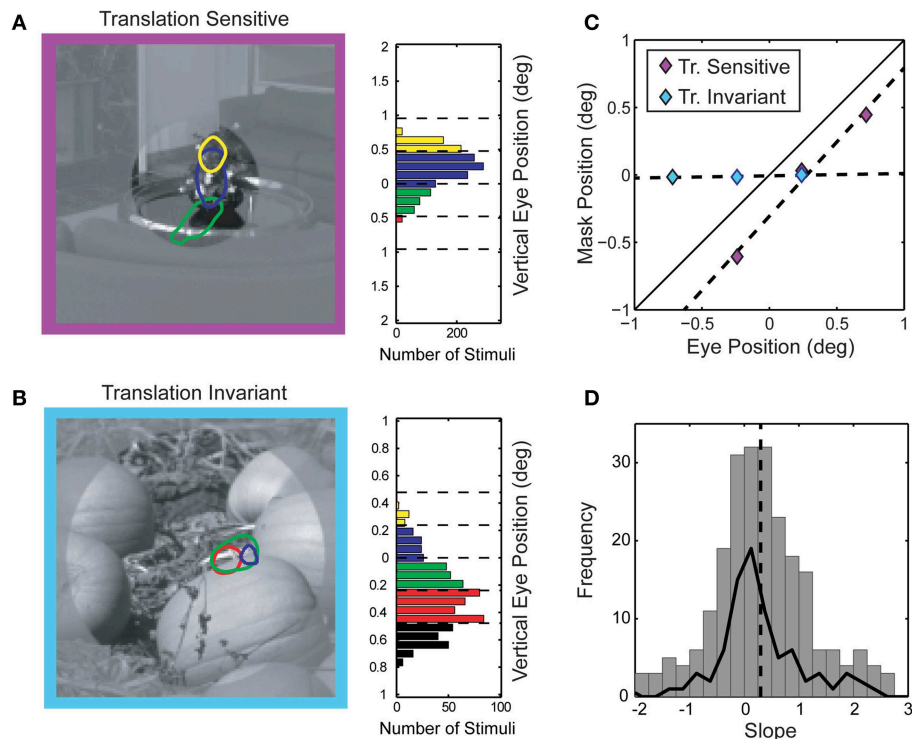 A
Translation Sensitive
2
1.5
1
0.5
0
0.5
1
1.5
2
0
200
Number of Stimuli
Vertical Eye Position (deg)
B
Translation Invariant
1
0.8
0.6
0.4
0.2
0
0.2
0.4
0.6
0.8
1
0
50
100
Number of Stimuli
Vertical Eye Position (deg)
C
Tr. Sensitive
Tr. Invariant
1
0.5
0
−0.5
−1
−1
−0.5
0
0.5
1
Mask Position (deg)
Eye Position (deg)
D
30
20
10
0
-2
-1
0
1
2
3
Frequency
Slope